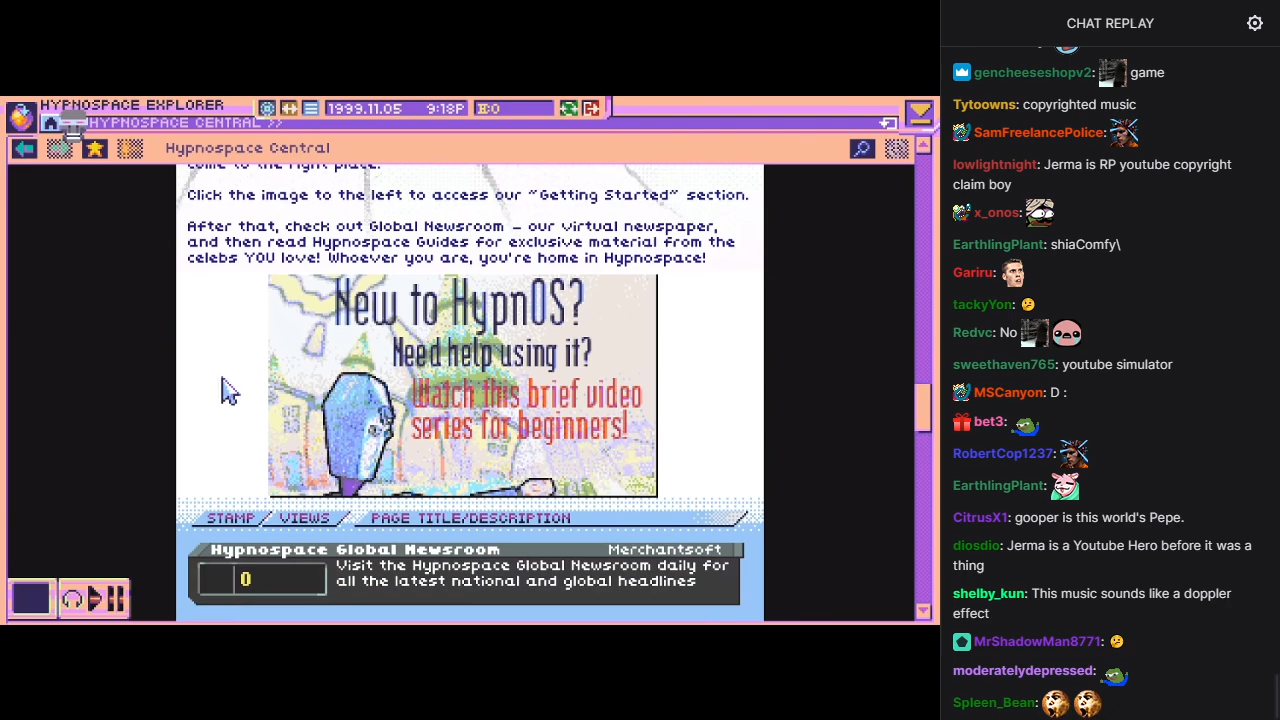 HYPNOSPACE EXPLORER
1999.11.05 9:18P
0
HYPNOSPACE CENTRAL >>
Hypnospace Central
come to the right place.
Click the image to the left to access our "Getting Started" section.
After that, check out Global Newsroom - our virtual newspaper,
and then read Hypnospace Guides for exclusive material from the
celebs YOU love! Whoever you are, you're home in Hypnospace!
New to HypnOS?
Need help using it?
Watch this brief video
series for beginners!
STAMP VIEWS PAGE TITLE/DESCRIPTION
Hypnospace Global Newsroom Merchantsoft
0
Visit the Hypnospace Global Newsroom daily for
all the latest national and global headlines
CHAT REPLAY
gencheeseshopv2: game
Tytoowns: copyrighted music
SamFreelancePolice:
lowlightnight: Jerma is RP youtube copyright
claim boy
x_onos:
EarthlingPlant: shiaComfy\
Gariru:
tackyYon:
Redvc: No
sweethaven765: youtube simulator
MSCanyon: D :
bet3:
RobertCop1237:
EarthlingPlant:
CitrusX1: gooper is this world's Pepe.
diosdio: Jerma is a Youtube Hero before it was a
thing
shelby_kun: This music sounds like a doppler
effect
MrShadowMan8771:
moderatelydepressed:
Spleen_Bean: